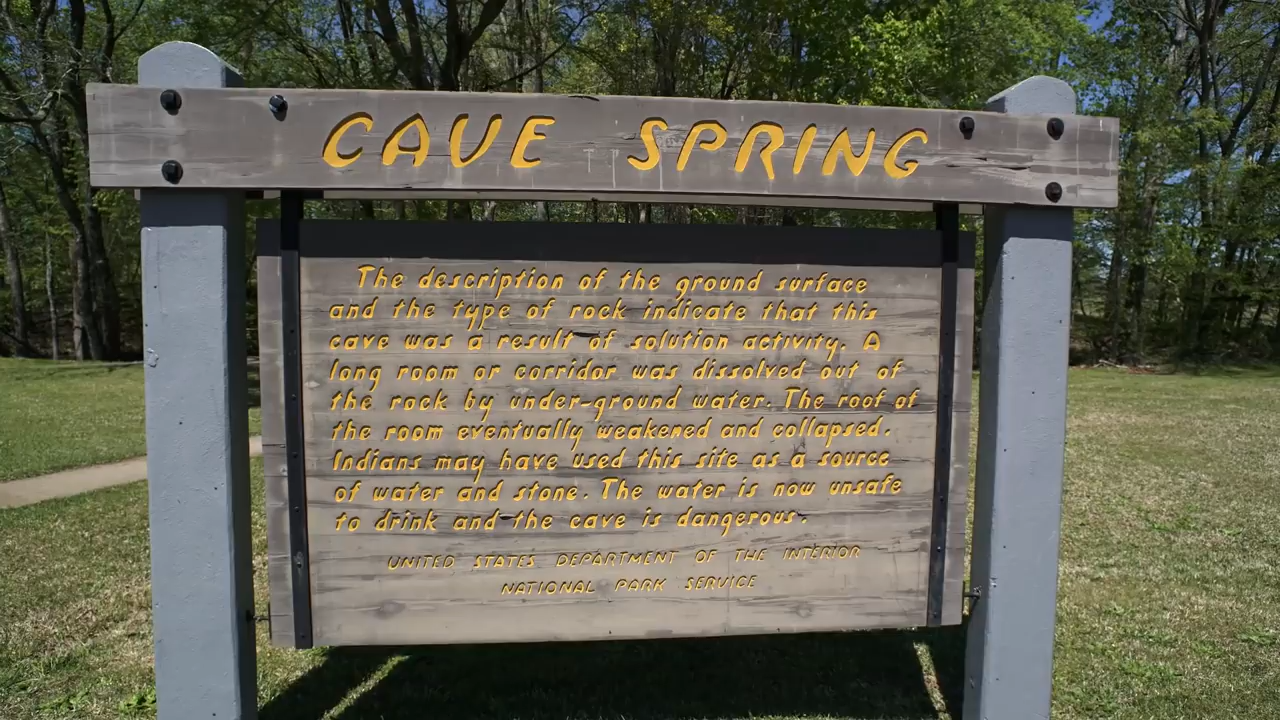 CAVE SPRING
The description of the ground surface
and the type of rock indicate that this
cave was a result of solution activity. A
long room or corridor was dissolved out of
the rock by under-ground water. The roof of
the room eventually weakened and collapsed.
Indians may have used this site as a source
of water and stone. The water is now unsafe
to drink and the cave is dangerous.
UNITED STATES DEPARTMENT OF THE INTERIOR
NATIONAL PARK SERVICE